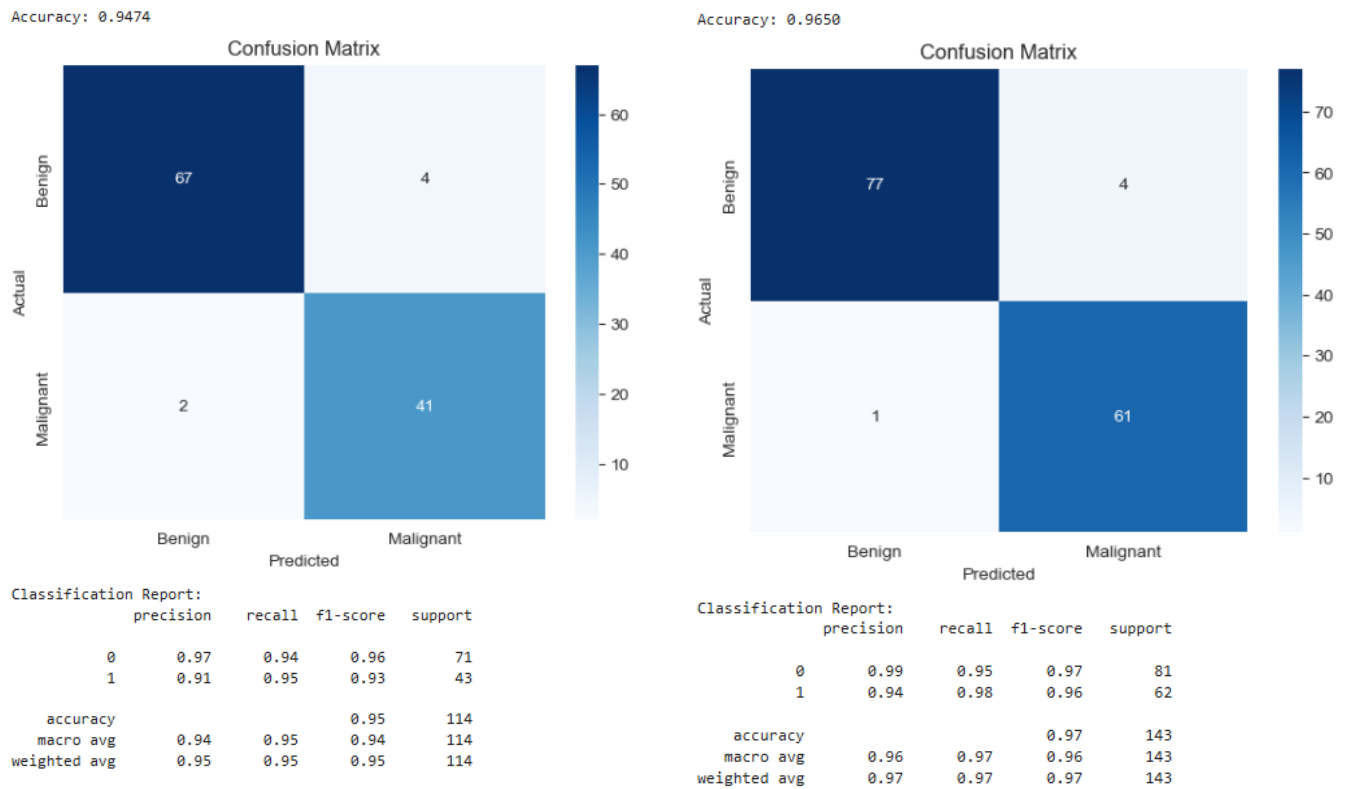 Accuracy: 0.9474
Confusion Matrix
Benign
67
4
60
50
40
30
20
10
Actual
Malignant
2
41
Benign
Malignant
Predicted
Classification Report:
precision recall f1-score support
0 0.97 0.94 0.96 71
1 0.91 0.95 0.93 43
accuracy 0.95 114
macro avg 0.94 0.95 0.94 114
weighted avg 0.95 0.95 0.95 114
Accuracy: 0.9650
Confusion Matrix
Benign
77
4
70
60
50
40
30
20
10
Actual
Malignant
1
61
Benign
Malignant
Predicted
Classification Report:
precision recall f1-score support
0 0.99 0.95 0.97 81
1 0.94 0.98 0.96 62
accuracy 0.97 143
macro avg 0.96 0.97 0.96 143
weighted avg 0.97 0.97 0.97 143